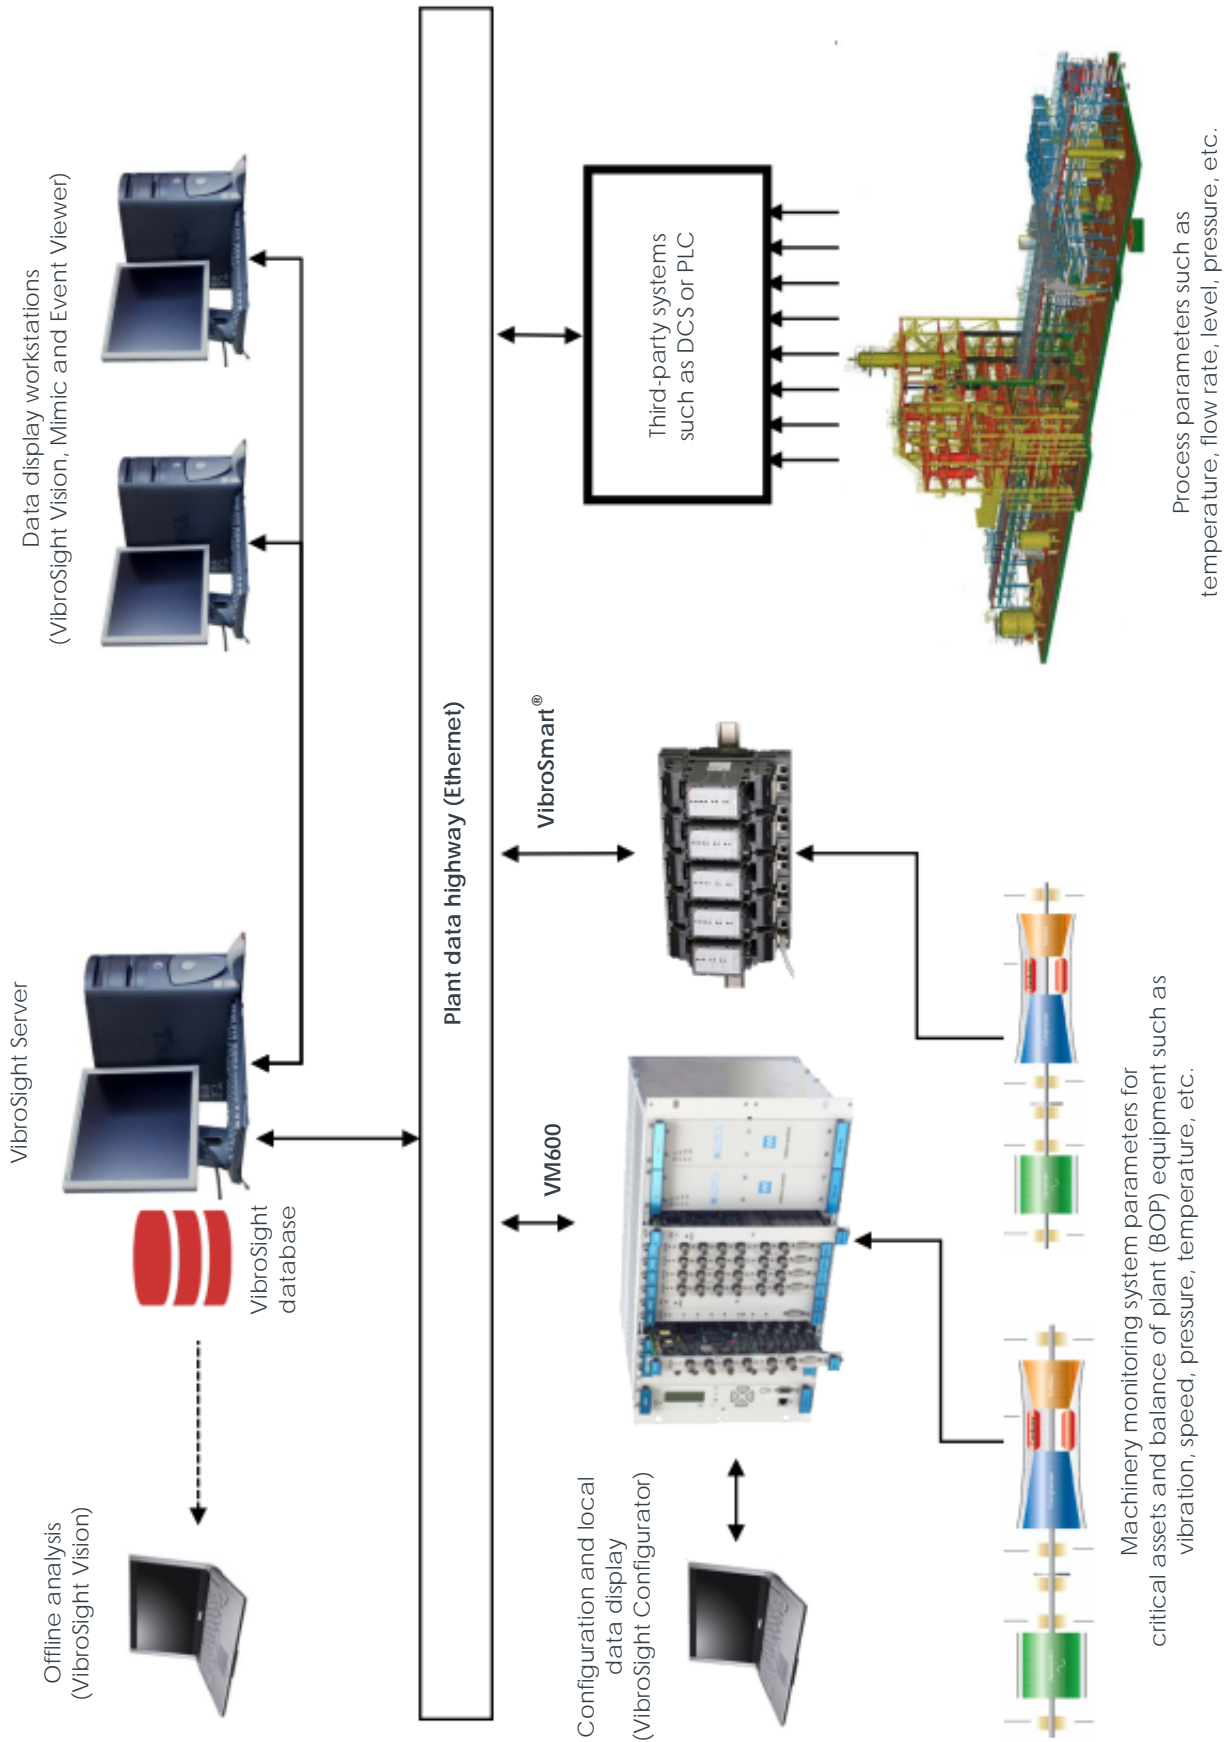 Offline analysis
(VibroSight Vision)
VibroSight Server
VibroSight
database
Data display workstations
(VibroSight Vision, Mimic and Event Viewer)
Plant data highway (Ethernet)
Configuration and local
data display
(VibroSight Configurator)
VM600
VibroSmart®
Third-party systems
such as DCS or PLC
Machinery monitoring system parameters for
critical assets and balance of plant (BOP) equipment such as
vibration, speed, pressure, temperature, etc.
Process parameters such as
temperature, flow rate, level, pressure, etc.